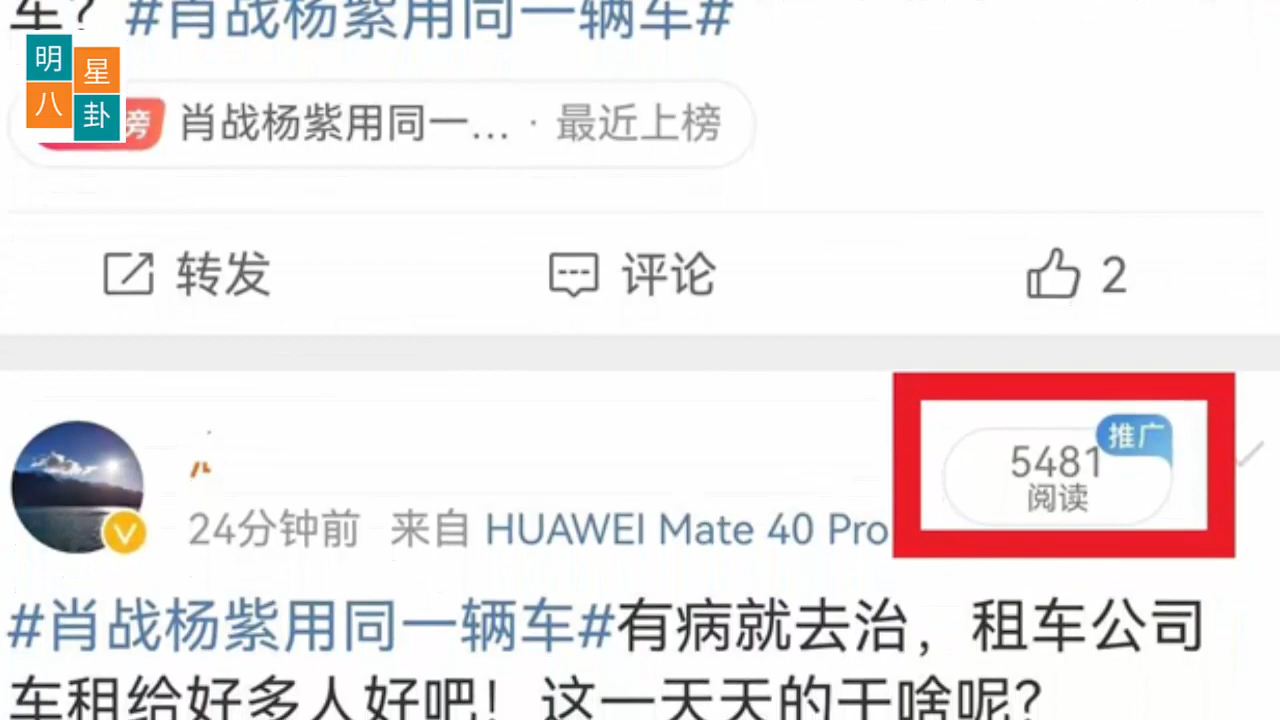 车？#肖战杨紫用同一辆车#
明星
八卦
榜 肖战杨紫用同一... · 最近上榜
转发 评论 2
5481 推广
阅读
24分钟前 来自 HUAWEI Mate 40 Pro
#肖战杨紫用同一辆车#有病就去治，租车公司
车租给好多人好吧！这一天天的干啥呢？